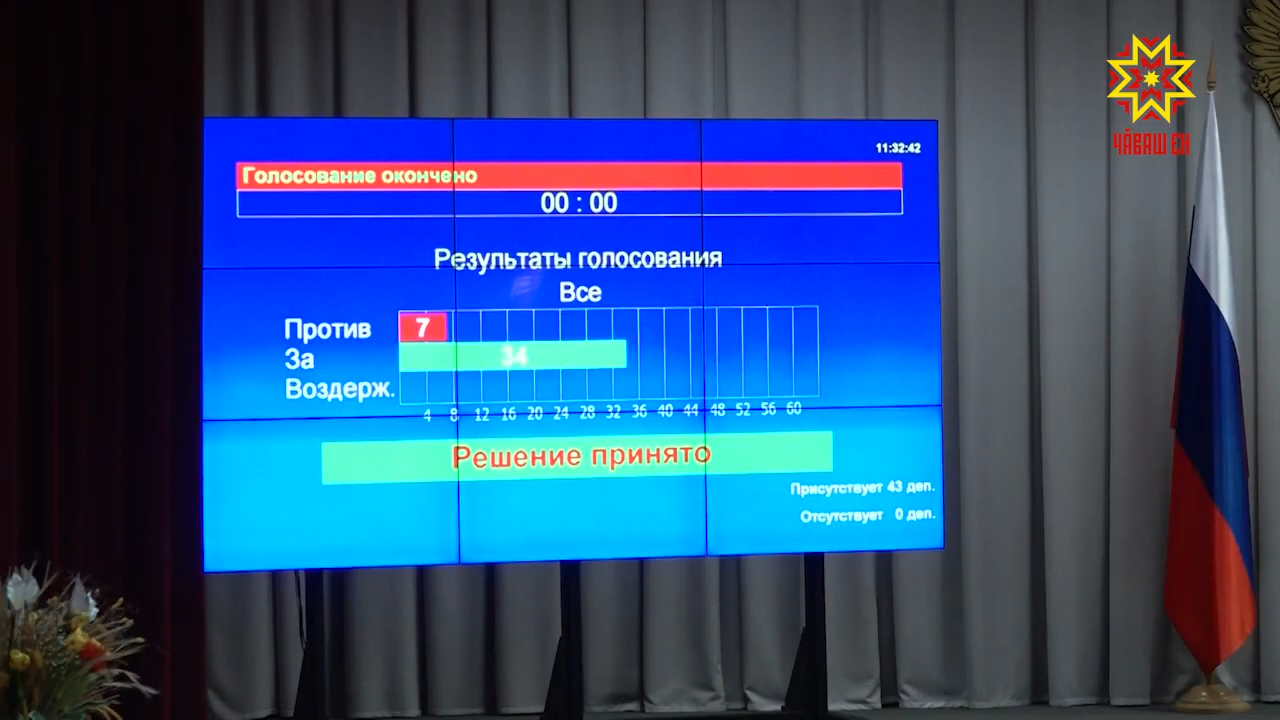 ЧӐВАШ ЕН
11:32:42
Голосование окончено
00 : 00
Результаты голосования
Все
Против 7
За 34
Воздерж.
4 8 12 16 20 24 28 32 36 40 44 48 52 56 60
Решение принято
Присутствует 43 деп.
Отсутствует 0 деп.